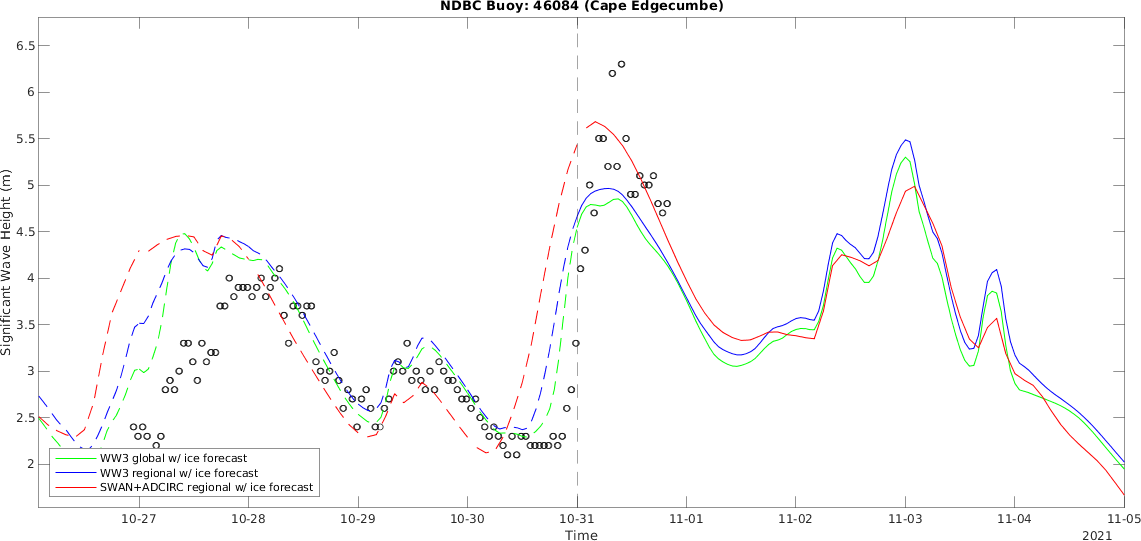 NDBC Buoy: 46084 (Cape Edgecumbe)
6.5
6
5.5
5
4.5
4
3.5
3
2.5
2
Significant Wave Height (m)
WW3 global w/ ice forecast
WW3 regional w/ ice forecast
SWAN+ADCIRC regional w/ ice forecast
10-27 10-28 10-29 10-30 10-31 11-01 11-02 11-03 11-04 11-05
Time
2021